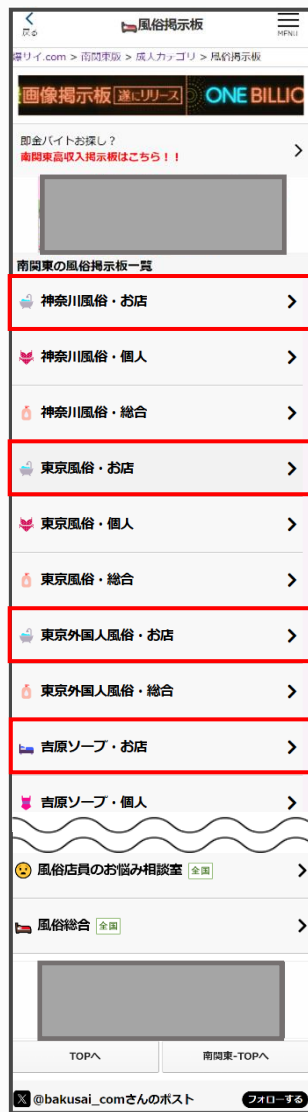 戻る
風俗掲示板
MENU
爆サイ.com > 南関東版 > 成人カテゴリ > 風俗掲示板
画像掲示板 遂にリリース ONE BILLIC
即金バイトお探し？
南関東高収入掲示板はこちら！！
南関東の風俗掲示板一覧
神奈川風俗・お店
神奈川風俗・個人
神奈川風俗・総合
東京風俗・お店
東京風俗・個人
東京風俗・総合
東京外国人風俗・お店
東京外国人風俗・総合
吉原ソープ・お店
吉原ソープ・個人
風俗店員のお悩み相談室 全国
風俗総合 全国
TOPへ
南関東-TOPへ
@bakusai_comさんのポスト
フォローする